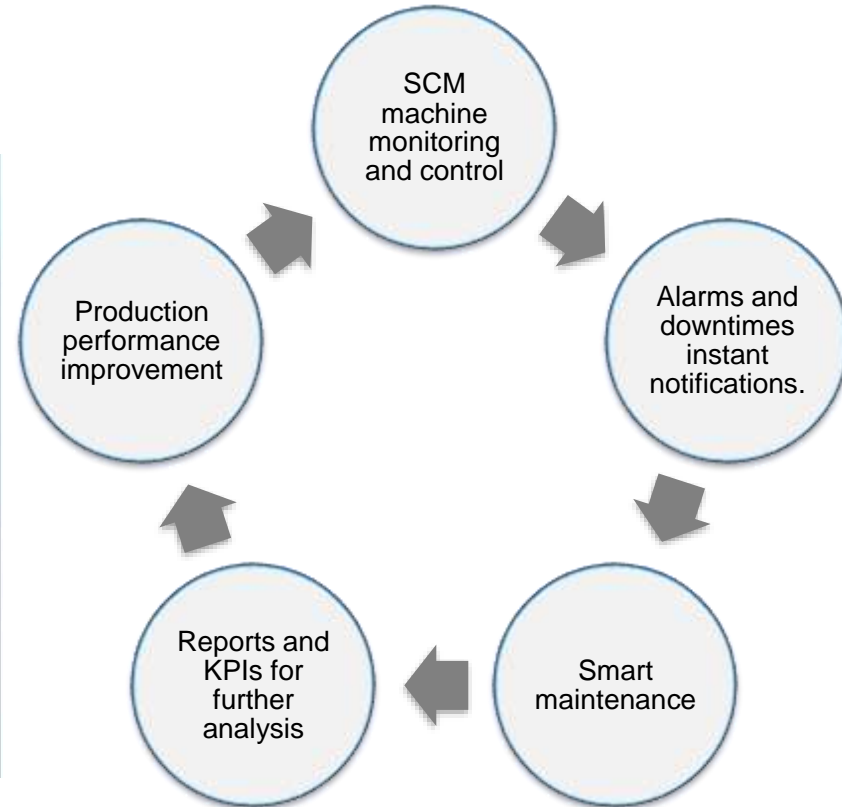 SCM
machine
monitoring
and control
Alarms and
downtimes
instant
notifications.
Smart
maintenance
Reports and
KPIs for
further
analysis
Production
performance
improvement